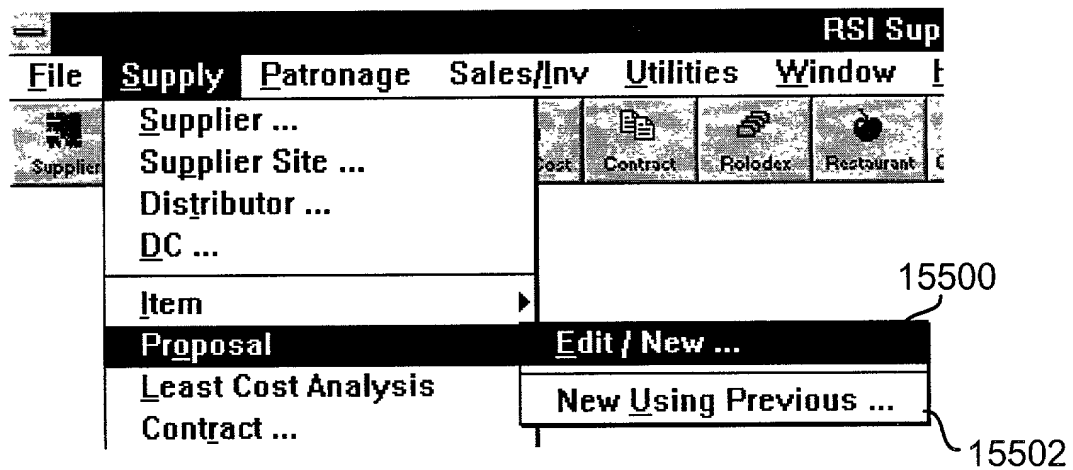 RSI Sup
File Supply Patronage Sales/Inv Utilities Window H
Supplier Cost Contract Rolodex Restaurant
Supplier ...
Supplier Site ...
Distributor ...
DC ...
15500
Item
Proposal Edit / New ...
Least Cost Analysis New Using Previous ...
Contract ...
15502